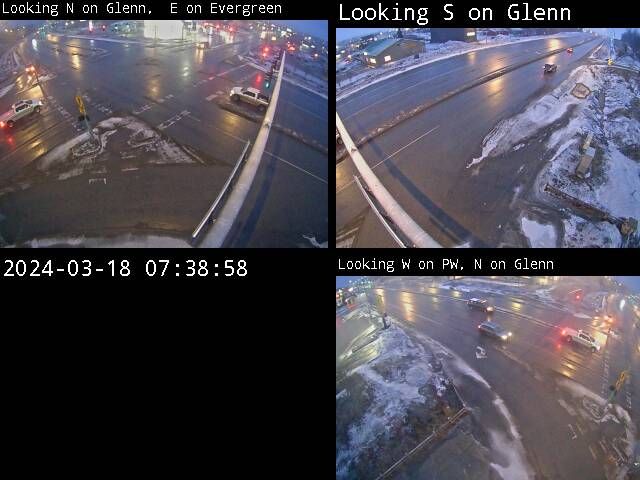 Looking N on Glenn, E on Evergreen
Looking S on Glenn
2024-03-18 07:38:58
Looking W on PW, N on Glenn